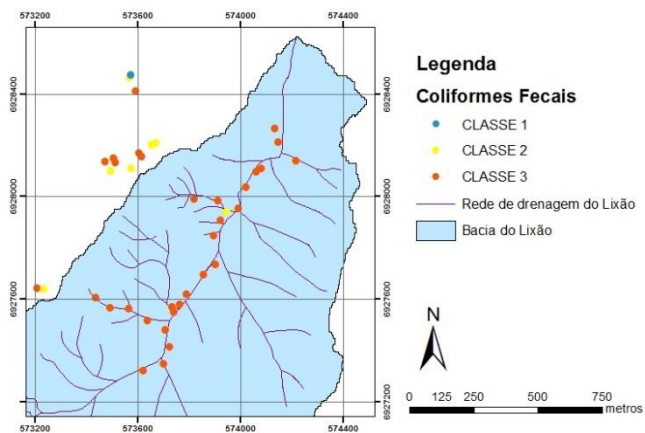 573200 573600 574000 574400
6928400
6928400
6928000
6928000
6927600
6927600
6927200
6927200
573200 573600 574000 574400
Legenda
Coliformes Fecais
CLASSE 1
CLASSE 2
CLASSE 3
Rede de drenagem do Lixão
Bacia do Lixão
N
0 125 250 500 750
metros